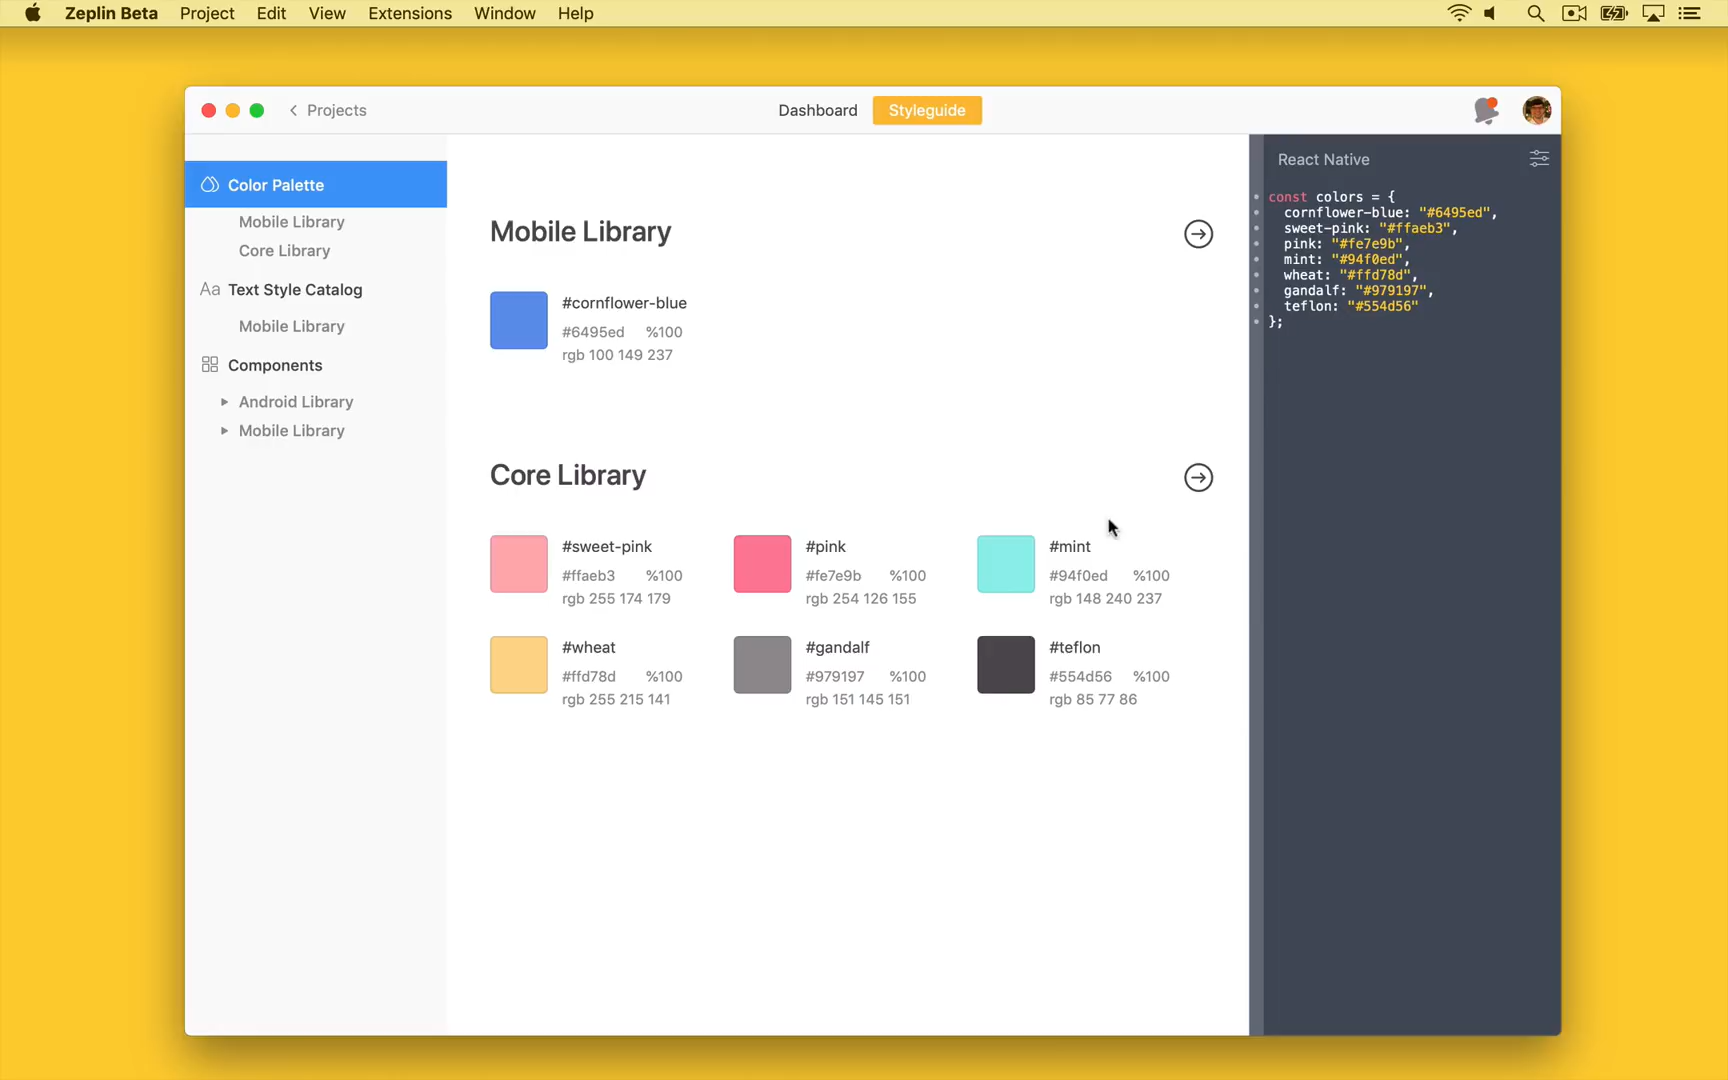 Zeplin Beta Project Edit View Extensions Window Help
Projects
Dashboard Styleguide
Color Palette
Mobile Library
Core Library
Aa Text Style Catalog
Mobile Library
Components
Android Library
Mobile Library
Mobile Library
#cornflower-blue
#6495ed %100
rgb 100 149 237
Core Library
#sweet-pink
#ffaeb3 %100
rgb 255 174 179
#pink
#fe7e9b %100
rgb 254 126 155
#mint
#94f0ed %100
rgb 148 240 237
#wheat
#ffd78d %100
rgb 255 215 141
#gandalf
#979197 %100
rgb 151 145 151
#teflon
#554d56 %100
rgb 85 77 86
React Native
const colors = {
cornflower-blue: "#6495ed",
sweet-pink: "#ffaeb3",
pink: "#fe7e9b",
mint: "#94f0ed",
wheat: "#ffd78d",
gandalf: "#979197",
teflon: "#554d56"
};